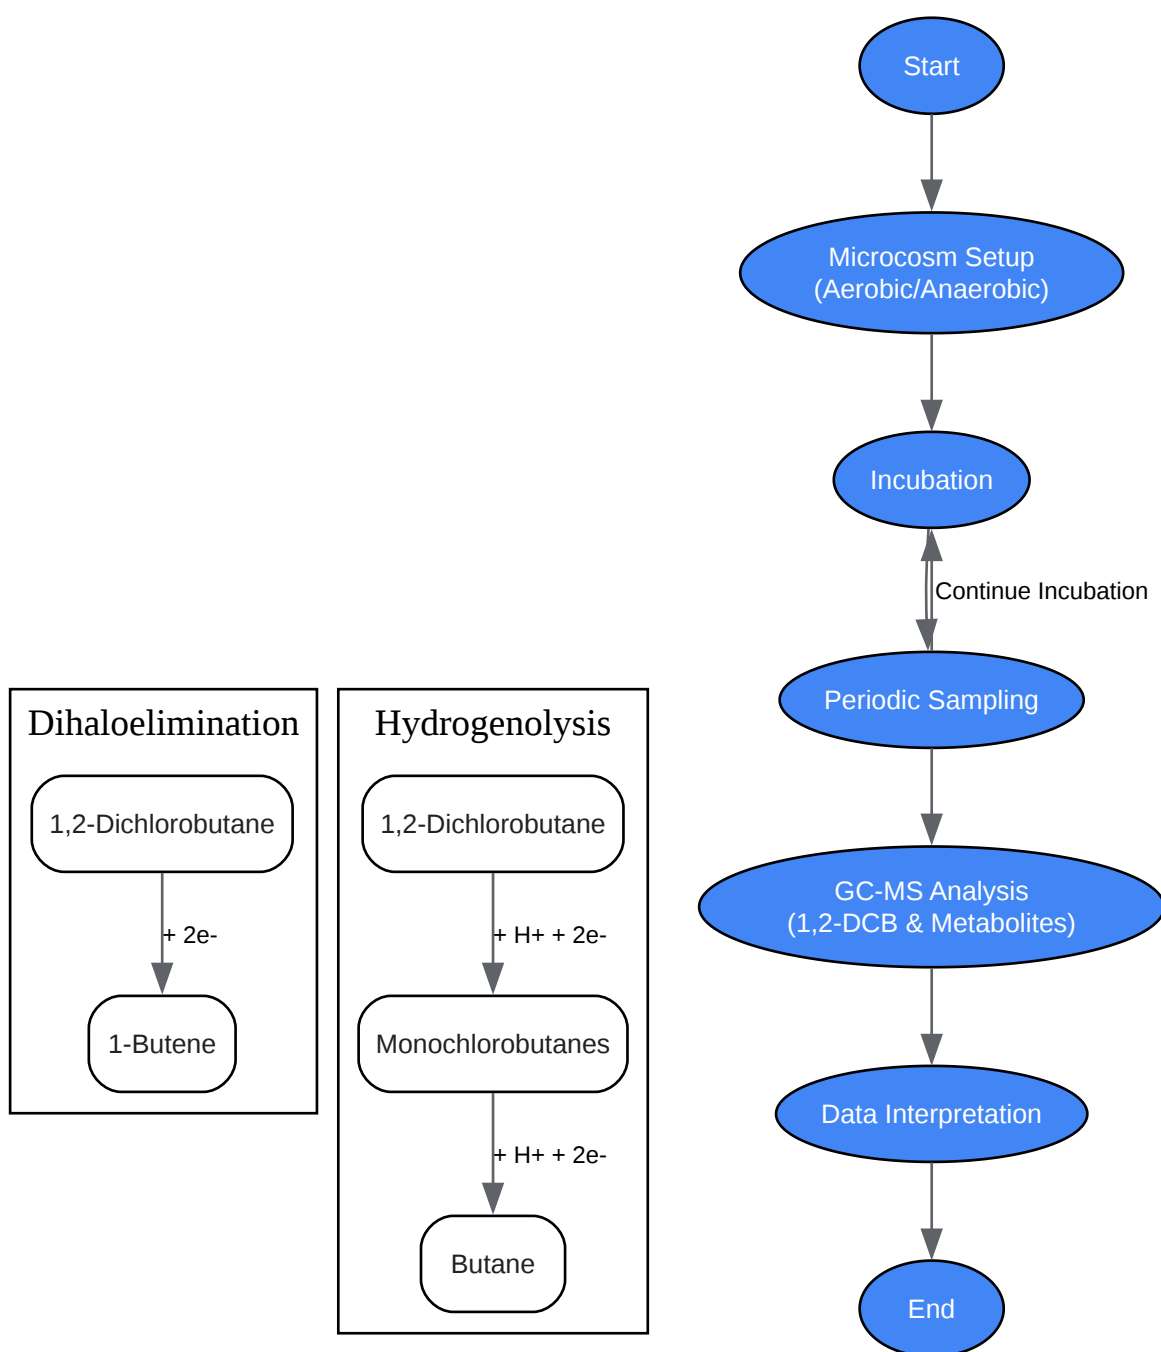 Start
Microcosm Setup
(Aerobic/Anaerobic)
Incubation
Continue Incubation
Periodic Sampling
GC-MS Analysis
(1,2-DCB & Metabolites)
Data Interpretation
End
Dihaloelimination
1,2-Dichlorobutane
+ 2e-
1-Butene
Hydrogenolysis
1,2-Dichlorobutane
+ H+ + 2e-
Monochlorobutanes
+ H+ + 2e-
Butane